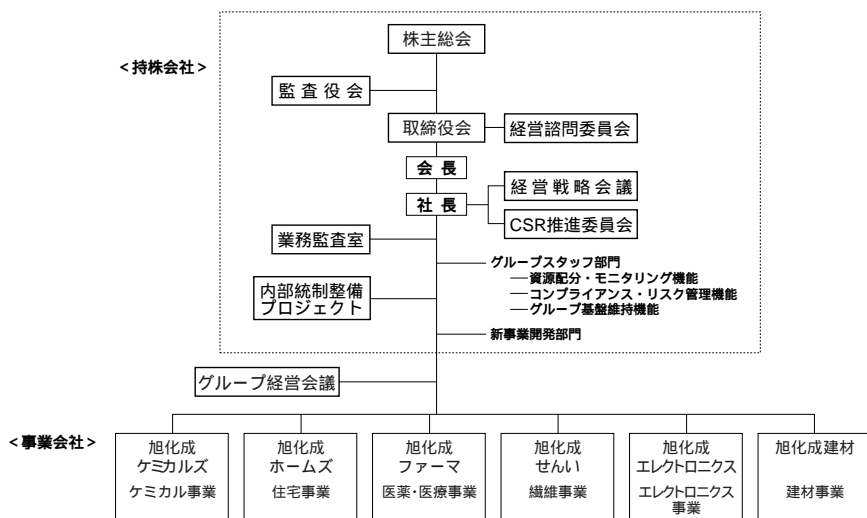 株主総会
＜持株会社＞
監査役会
取締役会
経営諮問委員会
会長
経営戦略会議
社長
CSR推進委員会
業務監査室
グループスタッフ部門
資源配分・モニタリング機能
内部統制整備
プロジェクト
コンプライアンス・リスク管理機能
グループ基盤維持機能
新事業開発部門
グループ経営会議
＜事業会社＞
旭化成
ケミカルズ
ケミカル事業
旭化成
ホームズ
住宅事業
旭化成
ファーマ
医薬・医療事業
旭化成
せんい
繊維事業
旭化成
エレクトロニクス
エレクトロニクス
事業
旭化成建材
建材事業